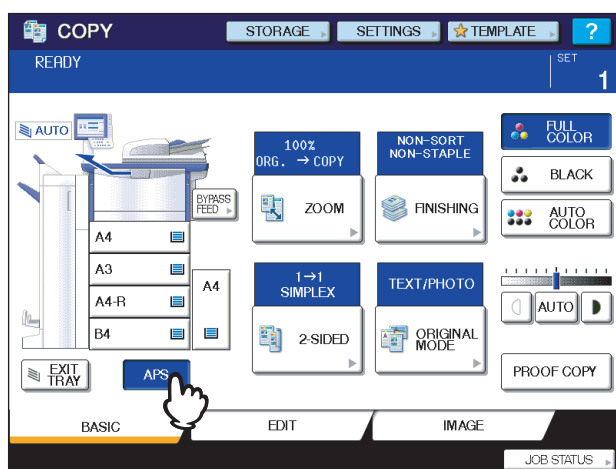 COPY
STORAGE
SETTINGS
TEMPLATE
?
READY
SET
1
AUTO
BYPASS
FEED
A4
A3
A4-R
B4
A4
EXIT
TRAY
APS
100%
ORG. → COPY
ZOOM
NON-SORT
NON-STAPLE
FINISHING
1→1
SIMPLEX
2-SIDED
TEXT/PHOTO
ORIGINAL
MODE
FULL
COLOR
BLACK
AUTO
COLOR
AUTO
PROOF COPY
BASIC
EDIT
IMAGE
JOB STATUS